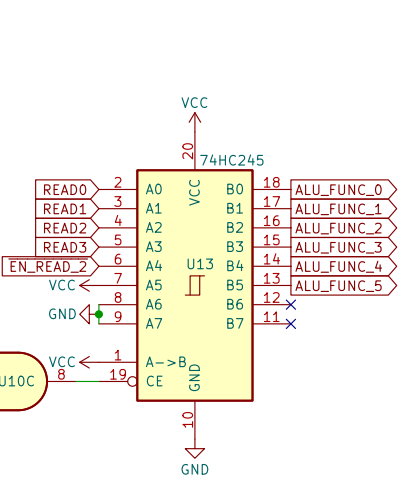 VCC
20
74HC245
READ0 2 A0 VCC B0 18 ALU_FUNC_0
READ1 3 A1 B1 17 ALU_FUNC_1
READ2 4 A2 B2 16 ALU_FUNC_2
READ3 5 A3 B3 15 ALU_FUNC_3
EN_READ_2 6 A4 U13 B4 14 ALU_FUNC_4
VCC 7 A5 B5 13 ALU_FUNC_5
GND 8 A6 B6 12
9 A7 B7 11
VCC 1 A->B
U10C 8 19 CE GND
10
GND